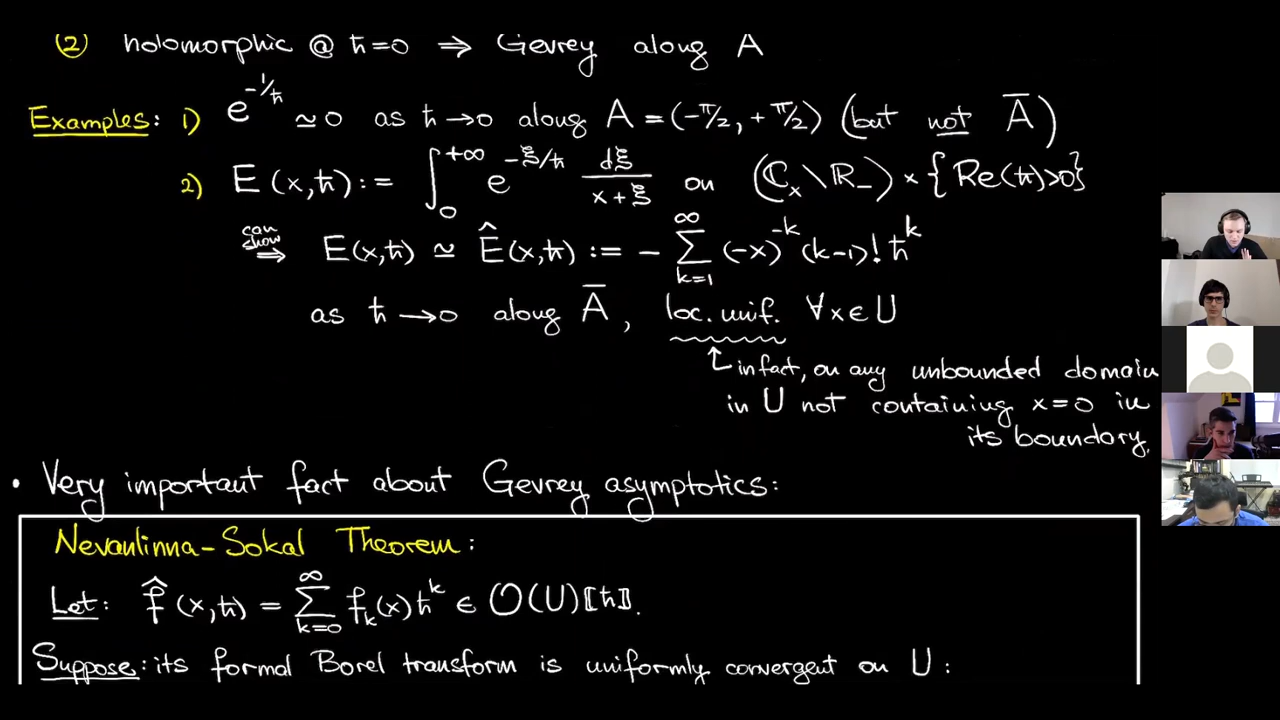 ② holomorphic @ ħ=0 ⇒ Gevrey along A
Examples: 1) e^{-1/ħ} ≃ 0 as ħ→0 along A = (-π/2, +π/2) (but not Ā)
2) E(x,ħ) := ∫_0^{+∞} e^{-ξ/ħ} dξ/(x+ξ) on (ℂ_x \ ℝ_-) × {Re(ħ)>0}
can show ⇒ E(x,ħ) ≃ Ê(x,ħ) := - ∑_{k=1}^{∞} (-x)^{-k} (k-1)! ħ^k
as ħ→0 along Ā, loc. unif. ∀x∈U
↑ in fact, on any unbounded domain
in U not containing x=0 in
its boundary.
• Very important fact about Gevrey asymptotics:
Nevanlinna-Sokal Theorem:
Let: f̂(x,ħ) = ∑_{k=0}^{∞} f_k(x) ħ^k ∈ O(U)⟦ħ⟧.
Suppose: its formal Borel transform is uniformly convergent on U: